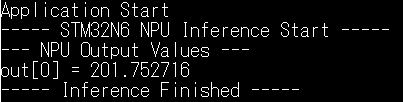 Application Start
----- STM32N6 NPU Inference Start -----
--- NPU Output Values ---
out[0] = 201.752716
----- Inference Finished -----